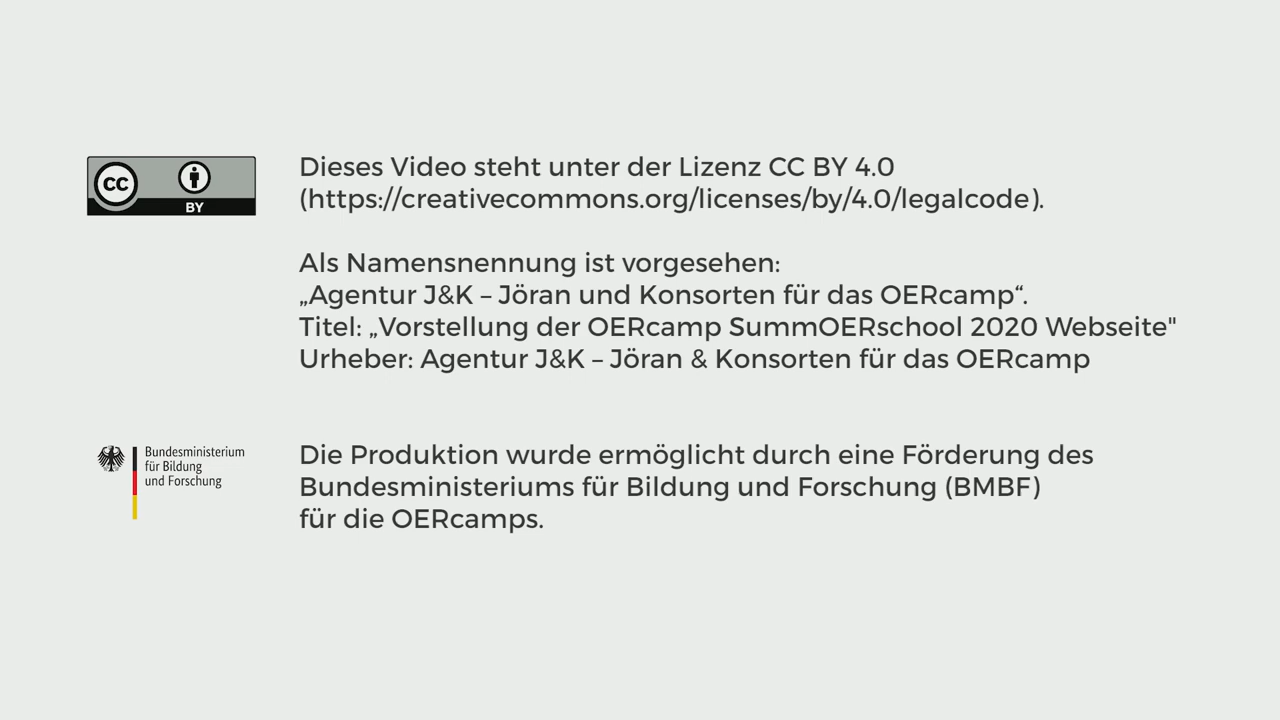 CC BY
Dieses Video steht unter der Lizenz CC BY 4.0
(https://creativecommons.org/licenses/by/4.0/legalcode).
Als Namensnennung ist vorgesehen:
„Agentur J&K – Jöran und Konsorten für das OERcamp“.
Titel: „Vorstellung der OERcamp SummOERschool 2020 Webseite"
Urheber: Agentur J&K – Jöran & Konsorten für das OERcamp
Bundesministerium
für Bildung
und Forschung
Die Produktion wurde ermöglicht durch eine Förderung des
Bundesministeriums für Bildung und Forschung (BMBF)
für die OERcamps.